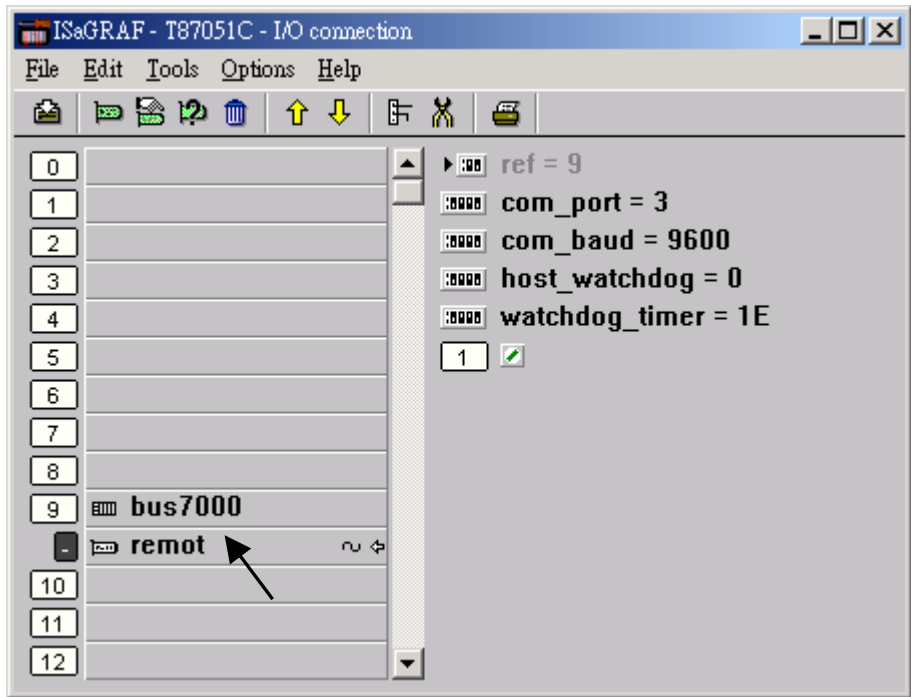 ISaGRAF - T87051C - I/O connection
File Edit Tools Options Help
0
1
2
3
4
5
6
7
8
9 bus7000
- remot
10
11
12
ref = 9
com_port = 3
com_baud = 9600
host_watchdog = 0
watchdog_timer = 1E
1